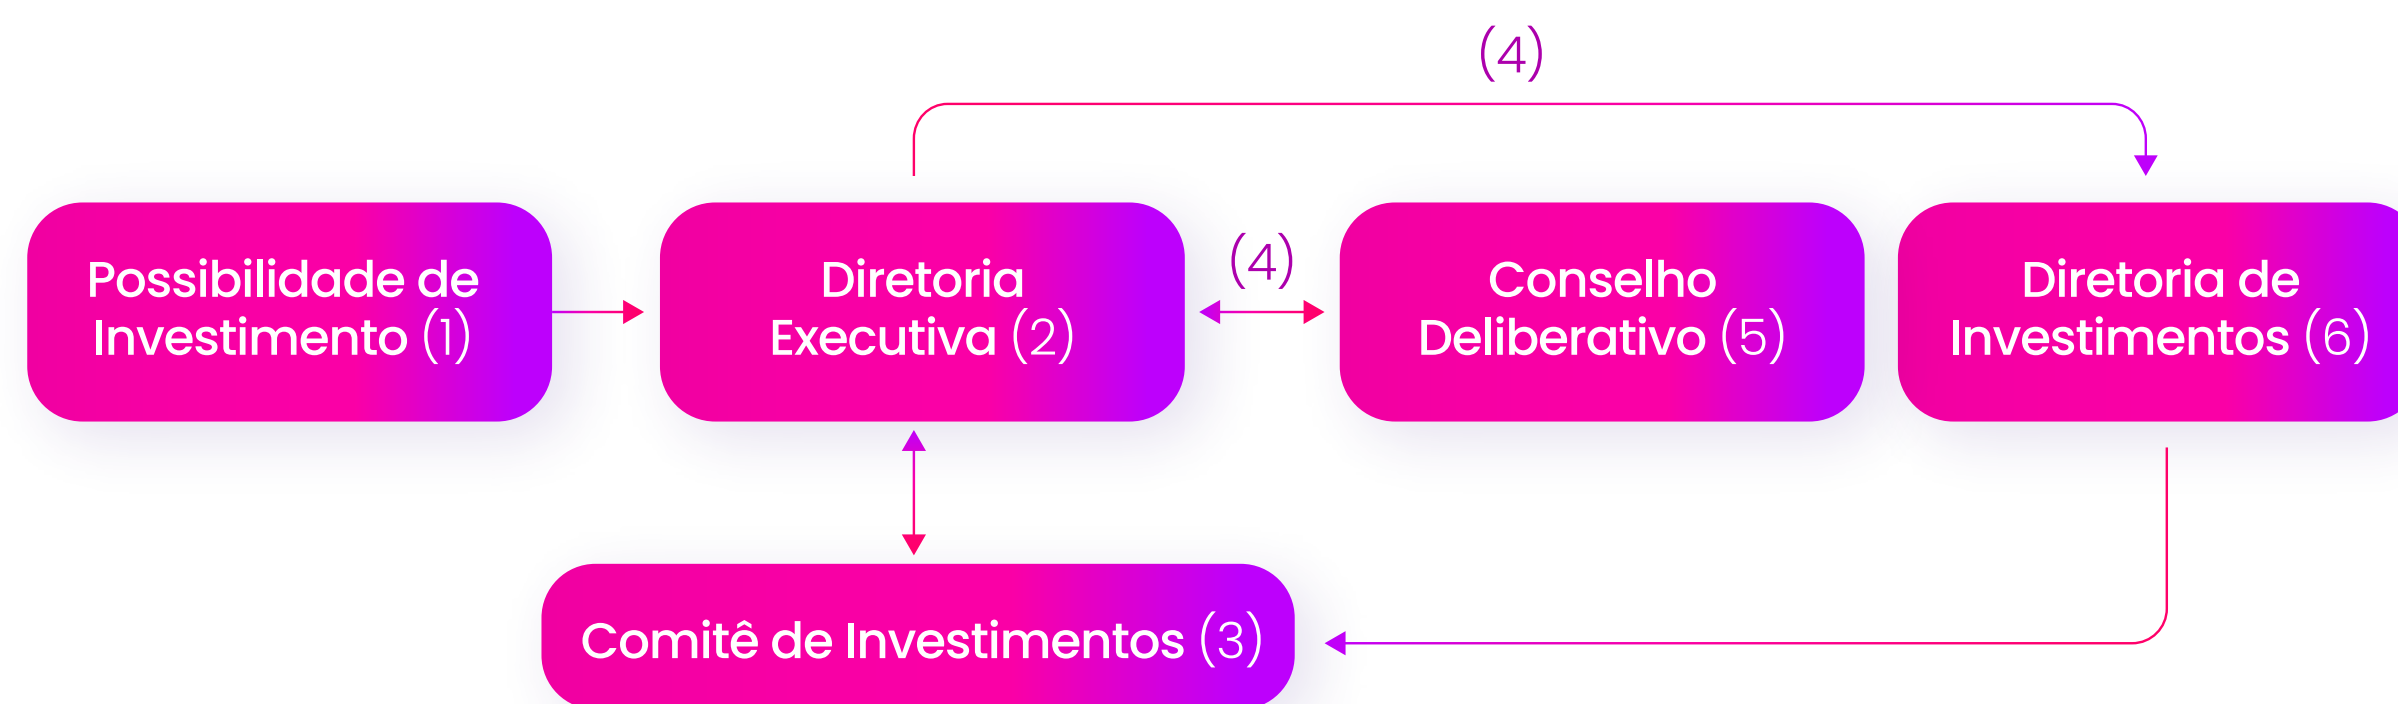 (4)
Possibilidade de
Investimento (1)
Diretoria
Executiva (2)
(4)
Conselho
Deliberativo (5)
Diretoria de
Investimentos (6)
Comitê de Investimentos (3)